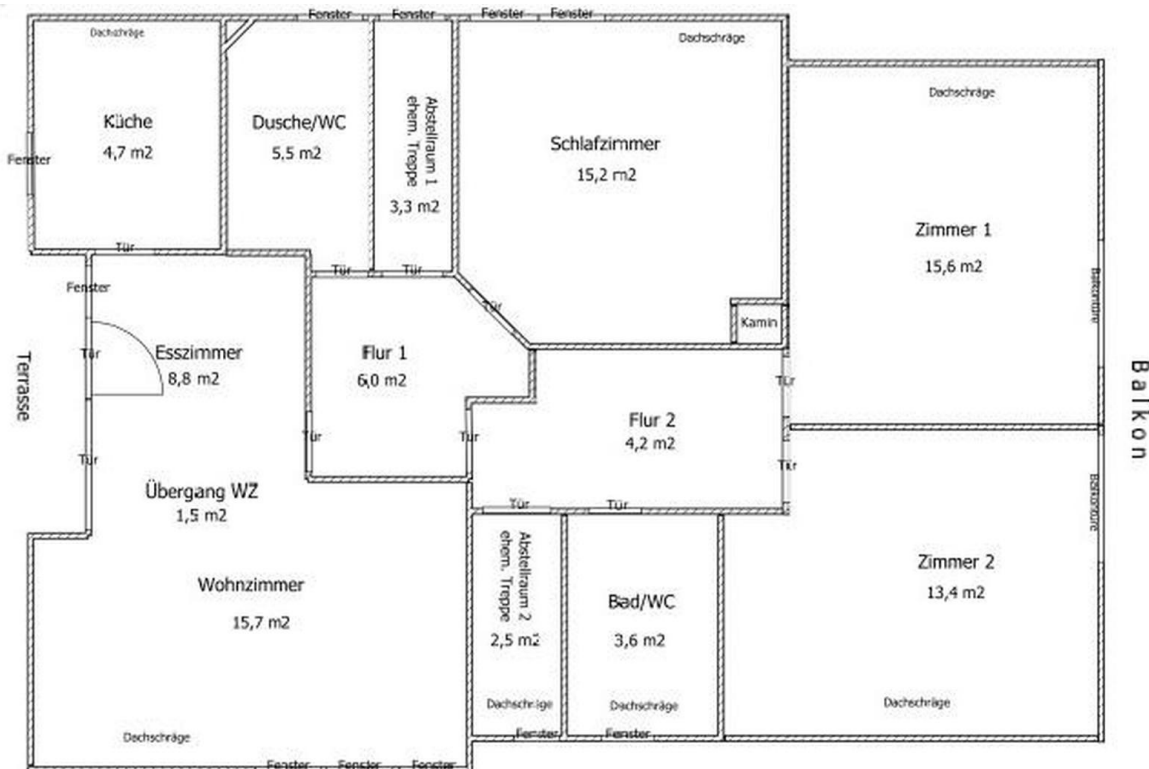 Fenster
Fenster
Fenster
Fenster
Dachschräge
Dachschräge
Küche
4,7 m2
Fenster
Tür
Dusche/WC
5,5 m2
Tür
Abstellraum 1
ehem. Treppe
3,3 m2
Tür
Schlafzimmer
15,2 m2
Tür
Kamin
Dachschräge
Zimmer 1
15,6 m2
Balkontüre
Tür
Fenster
Terrasse
Tür
Esszimmer
8,8 m2
Tür
Flur 1
6,0 m2
Tür
Tür
Flur 2
4,2 m2
Tür
Balkon
Übergang WZ
1,5 m2
Wohnzimmer
15,7 m2
Dachschräge
Fenster
Fenster
Fenster
Tür
Abstellraum 2
ehem. Treppe
2,5 m2
Dachschräge
Fenster
Tür
Bad/WC
3,6 m2
Dachschräge
Fenster
Zimmer 2
13,4 m2
Balkontüre
Dachschräge